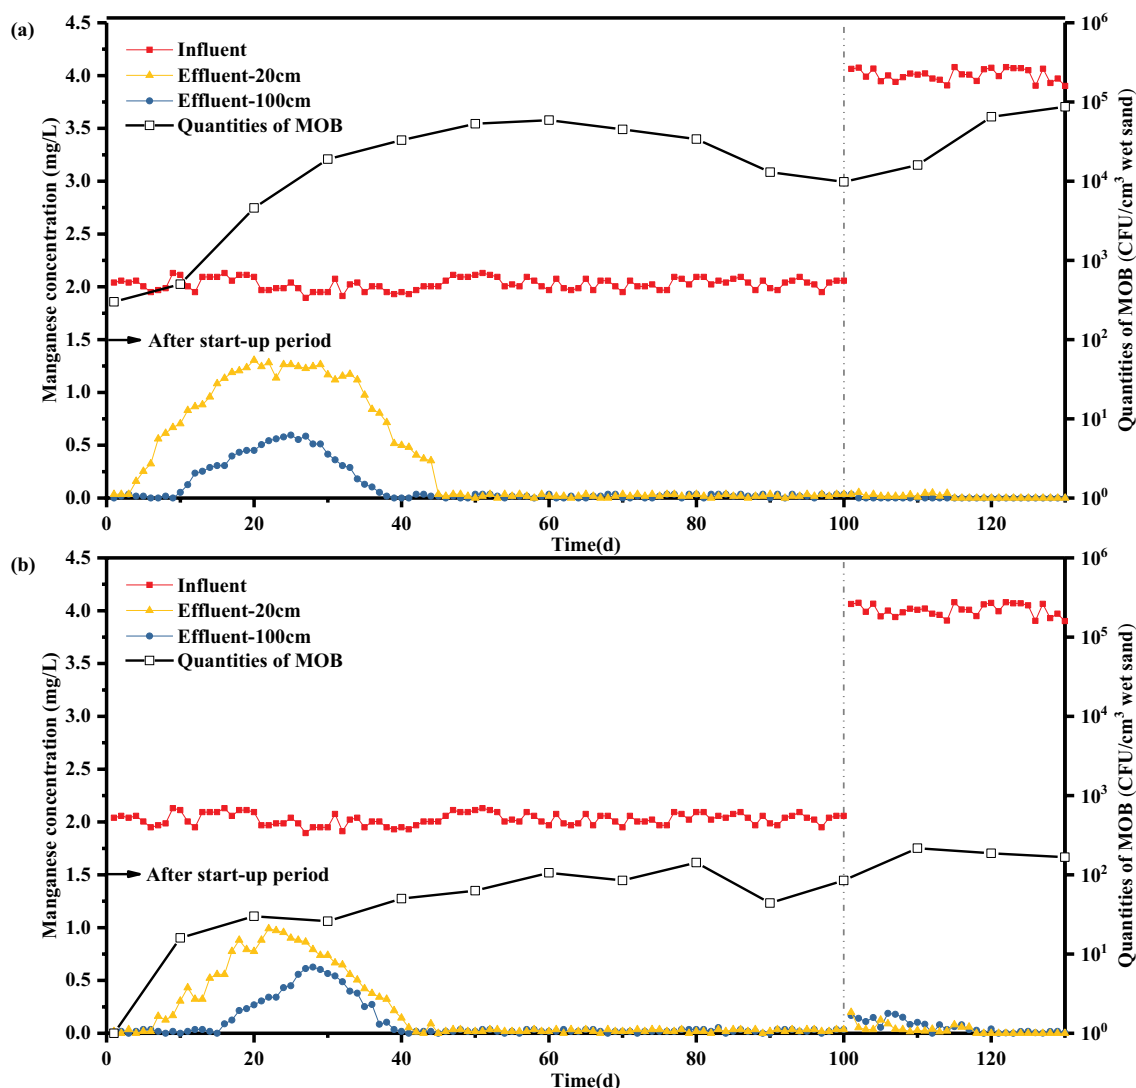 (a)
Influent
Effluent-20cm
Effluent-100cm
Quantities of MOB
After start-up period
Manganese concentration (mg/L)
4.5
4.0
3.5
3.0
2.5
2.0
1.5
1.0
0.5
0.0
0 20 40 60 80 100 120
Time(d)
10^6
10^5
10^4
10^3
10^2
10^1
10^0
Quantities of MOB (CFU/cm^3 wet sand)
(b)
Influent
Effluent-20cm
Effluent-100cm
Quantities of MOB
After start-up period
Manganese concentration (mg/L)
4.5
4.0
3.5
3.0
2.5
2.0
1.5
1.0
0.5
0.0
0 20 40 60 80 100 120
Time(d)
10^6
10^5
10^4
10^3
10^2
10^1
10^0
Quantities of MOB (CFU/cm^3 wet sand)